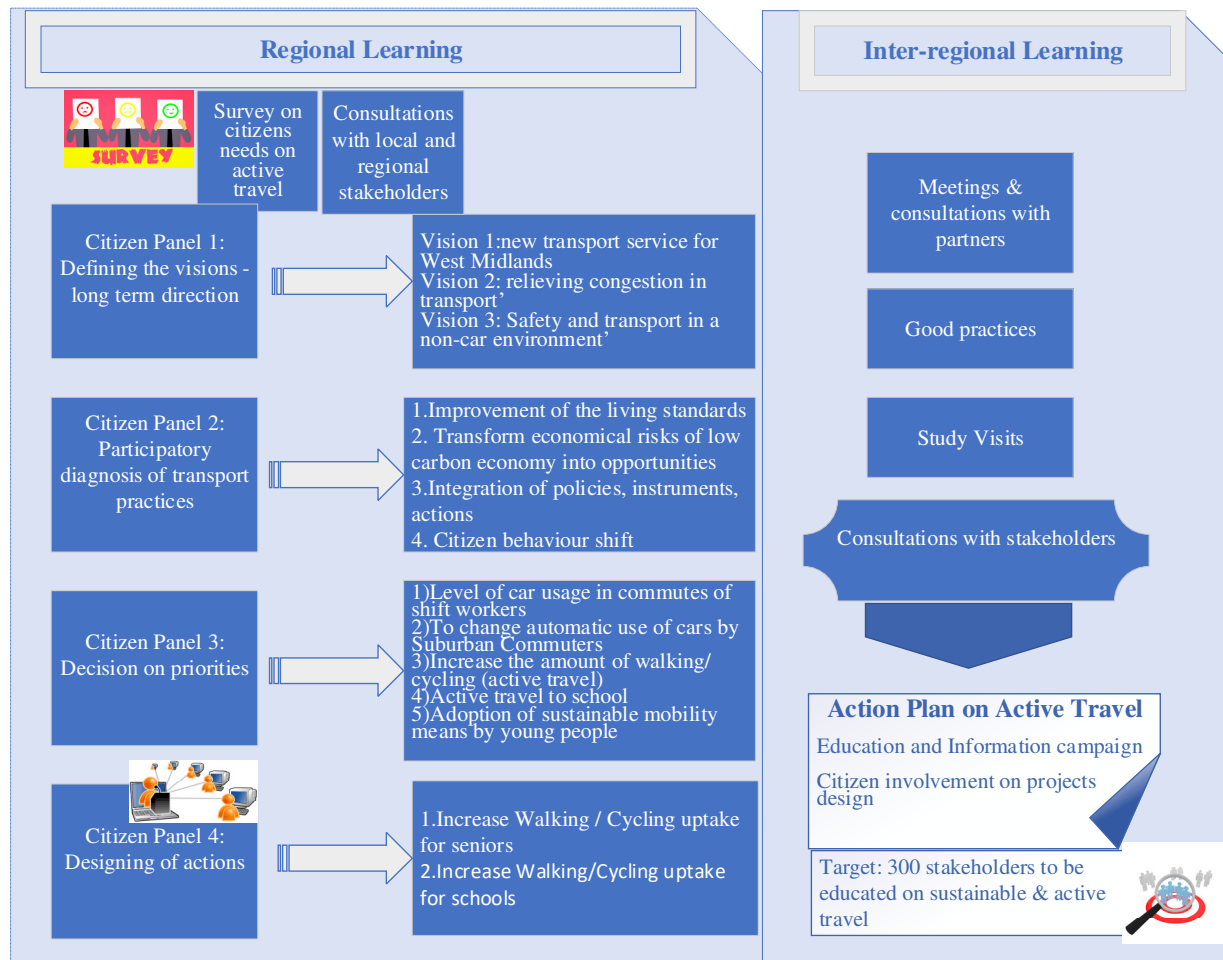 Regional Learning
SURVEY
Survey on
citizens
needs on
active
travel
Consultations
with local and
regional
stakeholders
Citizen Panel 1:
Defining the visions -
long term direction
Vision 1:new transport service for
West Midlands
Vision 2: relieving congestion in
transport’
Vision 3: Safety and transport in a
non-car environment’
Citizen Panel 2:
Participatory
diagnosis of transport
practices
1.Improvement of the living standards
2. Transform economical risks of low
carbon economy into opportunities
3.Integration of policies, instruments,
actions
4. Citizen behaviour shift
Citizen Panel 3:
Decision on priorities
1)Level of car usage in commutes of
shift workers
2)To change automatic use of cars by
Suburban Commuters
3)Increase the amount of walking/
cycling (active travel)
4)Active travel to school
5)Adoption of sustainable mobility
means by young people
Citizen Panel 4:
Designing of actions
1.Increase Walking / Cycling uptake
for seniors
2.Increase Walking/Cycling uptake
for schools
Inter-regional Learning
Meetings &
consultations with
partners
Good practices
Study Visits
Consultations with stakeholders
Action Plan on Active Travel
Education and Information campaign
Citizen involvement on projects
design
Target: 300 stakeholders to be
educated on sustainable & active
travel